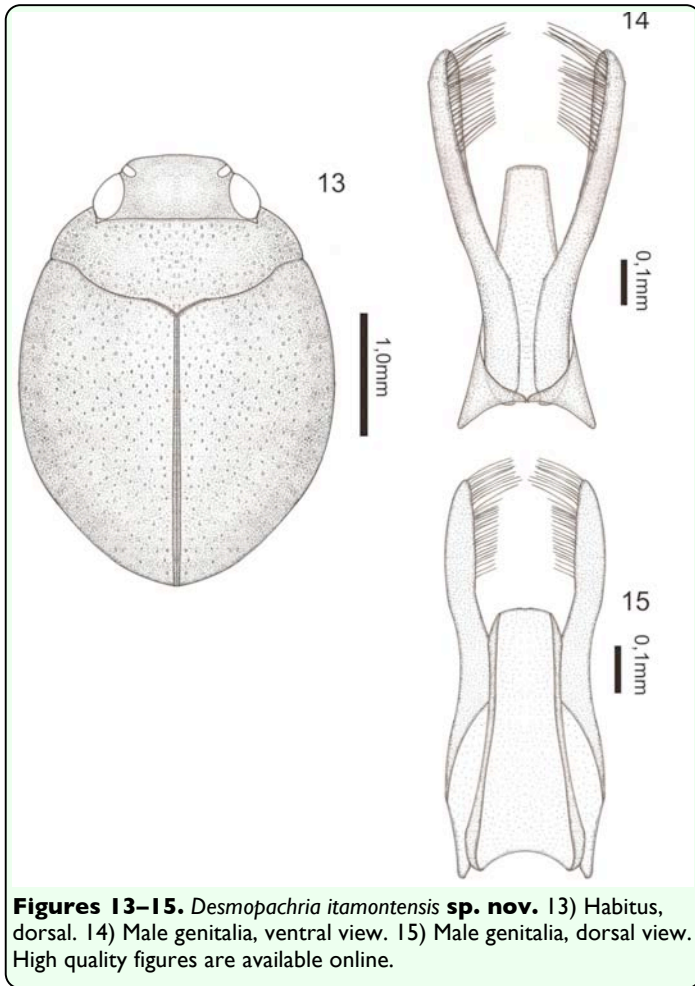 14
13
0,1mm
1,0mm
15
0,1mm
Figures 13–15. Desmopachria itamontensis sp. nov. 13) Habitus,
dorsal. 14) Male genitalia, ventral view. 15) Male genitalia, dorsal view.
High quality figures are available online.